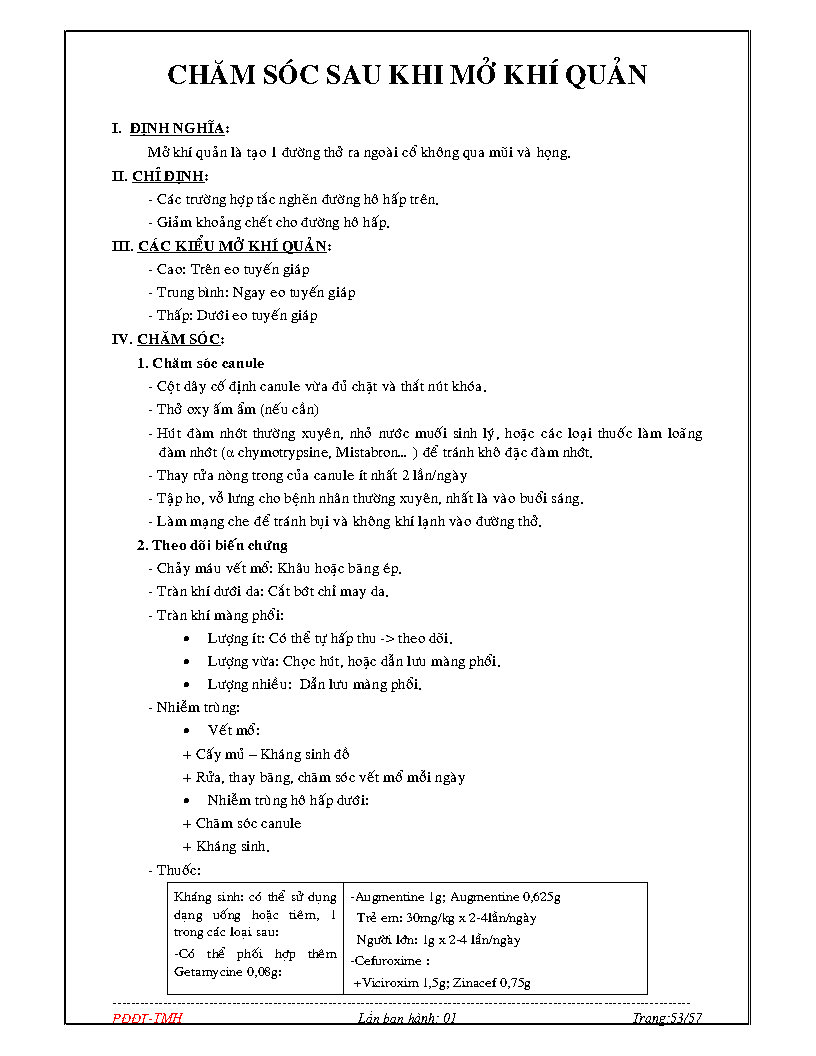 CHĂM SÓC SAU KHI MỞ KHÍ QUẢN
I. ĐỊNH NGHĨA:
Mở khí quản là tạo 1 đường thở ra ngoài cổ không qua mũi và họng.
II. CHỈ ĐỊNH:
- Các trường hợp tắc nghẽn đường hô hấp trên.
- Giảm khoảng chết cho đường hô hấp.
III. CÁC KIỂU MỞ KHÍ QUẢN:
- Cao: Trên eo tuyến giáp
- Trung bình: Ngay eo tuyến giáp
- Thấp: Dưới eo tuyến giáp
IV. CHĂM SÓC:
1. Chăm sóc canule
- Cột dây cố định canule vừa đủ chặt và thắt nút khóa.
- Thở oxy ấm ẩm (nếu cần)
- Hút đàm nhớt thường xuyên, nhỏ nước muối sinh lý, hoặc các loại thuốc làm loãng
đàm nhớt (α chymotrypsine, Mistabron... ) để tránh khô đặc đàm nhớt.
- Thay rửa nòng trong của canule ít nhất 2 lần/ngày
- Tập ho, vỗ lưng cho bệnh nhân thường xuyên, nhất là vào buổi sáng.
- Làm mạng che để tránh bụi và không khí lạnh vào đường thở.
2. Theo dõi biến chứng
- Chảy máu vết mổ: Khâu hoặc băng ép.
- Tràn khí dưới da: Cắt bớt chỉ may da.
- Tràn khí màng phổi:
• Lượng ít: Có thể tự hấp thu -> theo dõi.
• Lượng vừa: Chọc hút, hoặc dẫn lưu màng phổi.
• Lượng nhiều: Dẫn lưu màng phổi.
- Nhiễm trùng:
• Vết mổ:
+ Cấy mủ – Kháng sinh đồ
+ Rửa, thay băng, chăm sóc vết mổ mỗi ngày
• Nhiễm trùng hô hấp dưới:
+ Chăm sóc canule
+ Kháng sinh.
- Thuốc:
Kháng sinh: có thể sử dụng
dạng uống hoặc tiêm, 1
trong các loại sau:
-Có thể phối hợp thêm
Getamycine 0,08g:
-Augmentine 1g; Augmentine 0,625g
Trẻ em: 30mg/kg x 2-4lần/ngày
Người lớn: 1g x 2-4 lần/ngày
-Cefuroxime :
+Viciroxim 1,5g; Zinacef 0,75g
PĐĐT-TMH Lần ban hành: 01 Trang:53/57